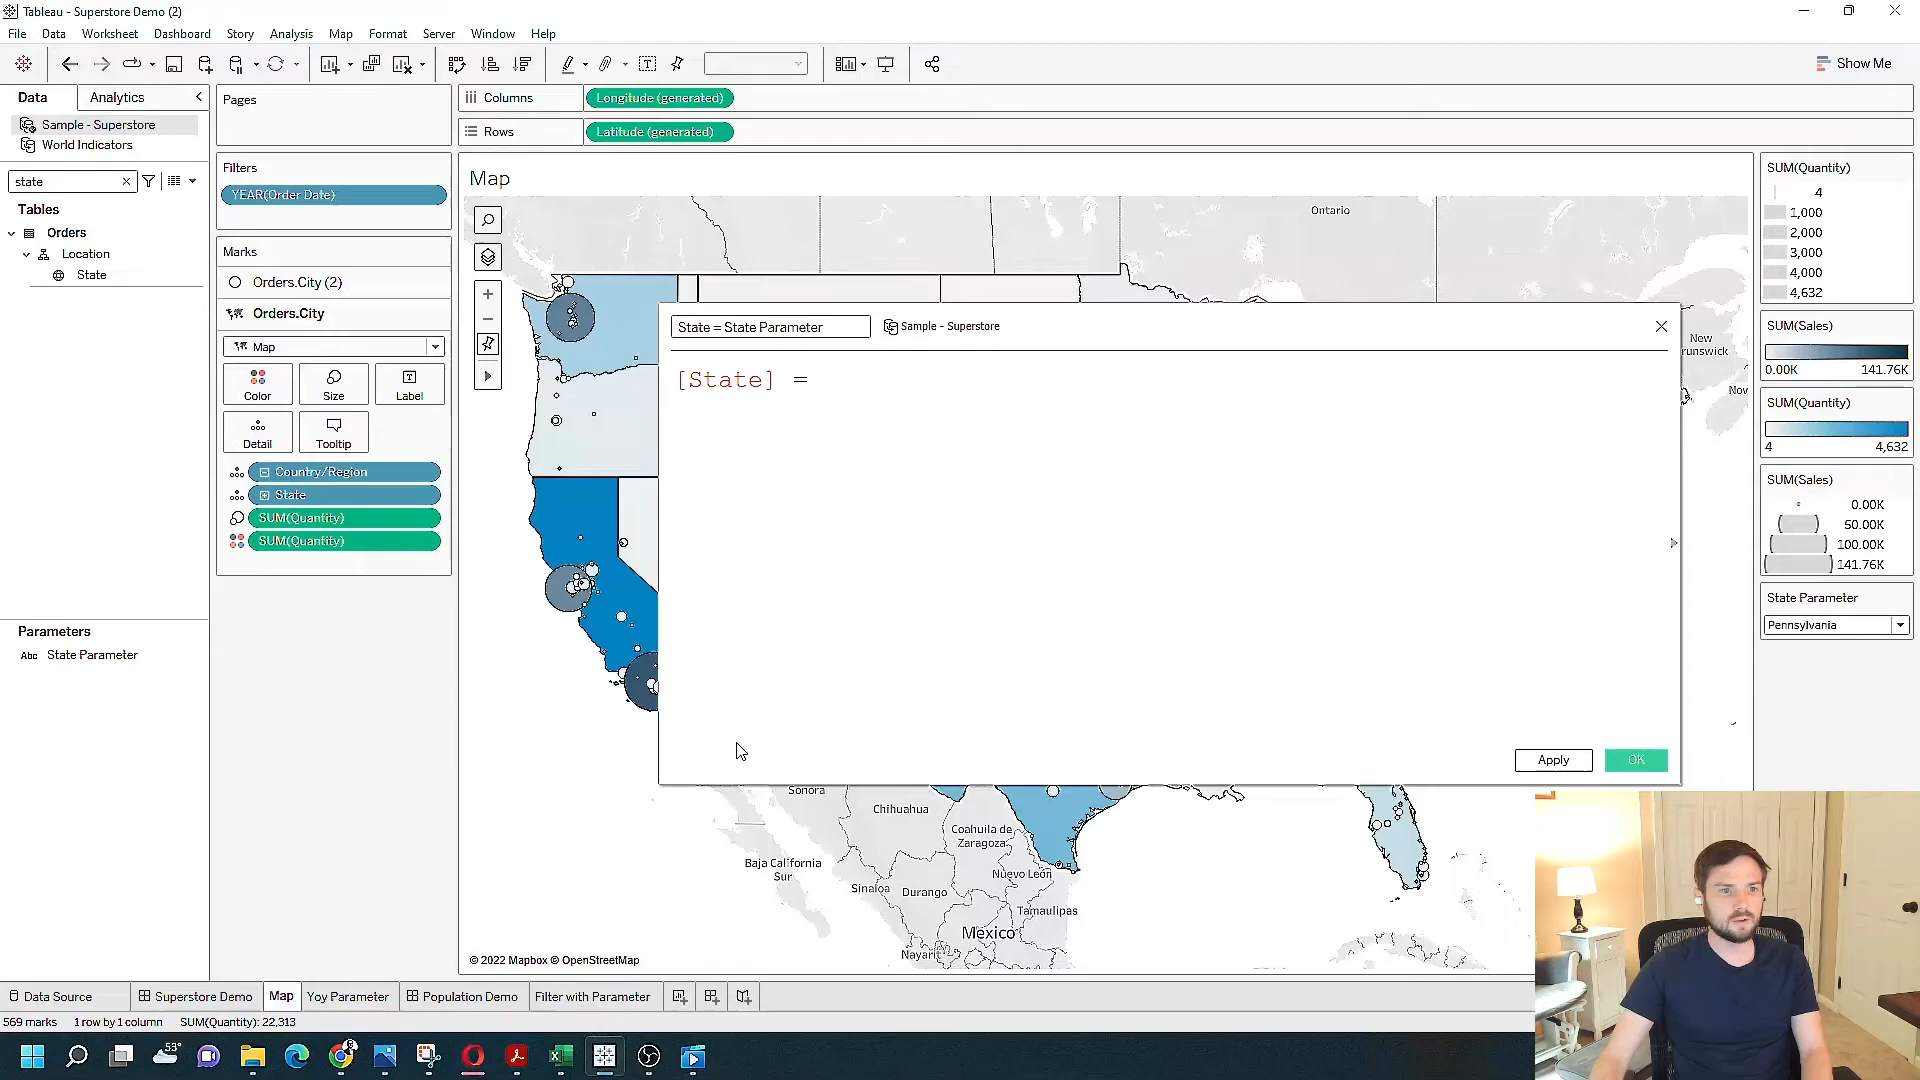 Tableau - Superstore Demo (2)
File Data Worksheet Dashboard Story Analysis Map Format Server Window Help
Show Me
Data Analytics
Sample - Superstore
World Indicators
state
Tables
Orders
Location
State
Parameters
Abc State Parameter
Pages
Filters
YEAR(Order Date)
Marks
Orders.City (2)
Orders.City
Map
Color Size Label
Detail Tooltip
Country/Region
State
SUM(Quantity)
SUM(Quantity)
Columns Longitude (generated)
Rows Latitude (generated)
Map
Ontario
New
runswick
Nov
State = State Parameter Sample - Superstore
[State] =
Apply OK
Sonora
Chihuahua
Coahuila de
Zaragoza
Baja California
Sur
Nuevo León
Sinaloa
Durango
Tamaulipas
México
Nayarit
© 2022 Mapbox © OpenStreetMap
SUM(Quantity)
4
1,000
2,000
3,000
4,000
4,632
SUM(Sales)
0.00K 141.76K
SUM(Quantity)
4 4,632
SUM(Sales)
0.00K
50.00K
100.00K
141.76K
State Parameter
Pennsylvania
Data Source Superstore Demo Map Yoy Parameter Population Demo Filter with Parameter
569 marks 1 row by 1 column SUM(Quantity): 22,313
53°